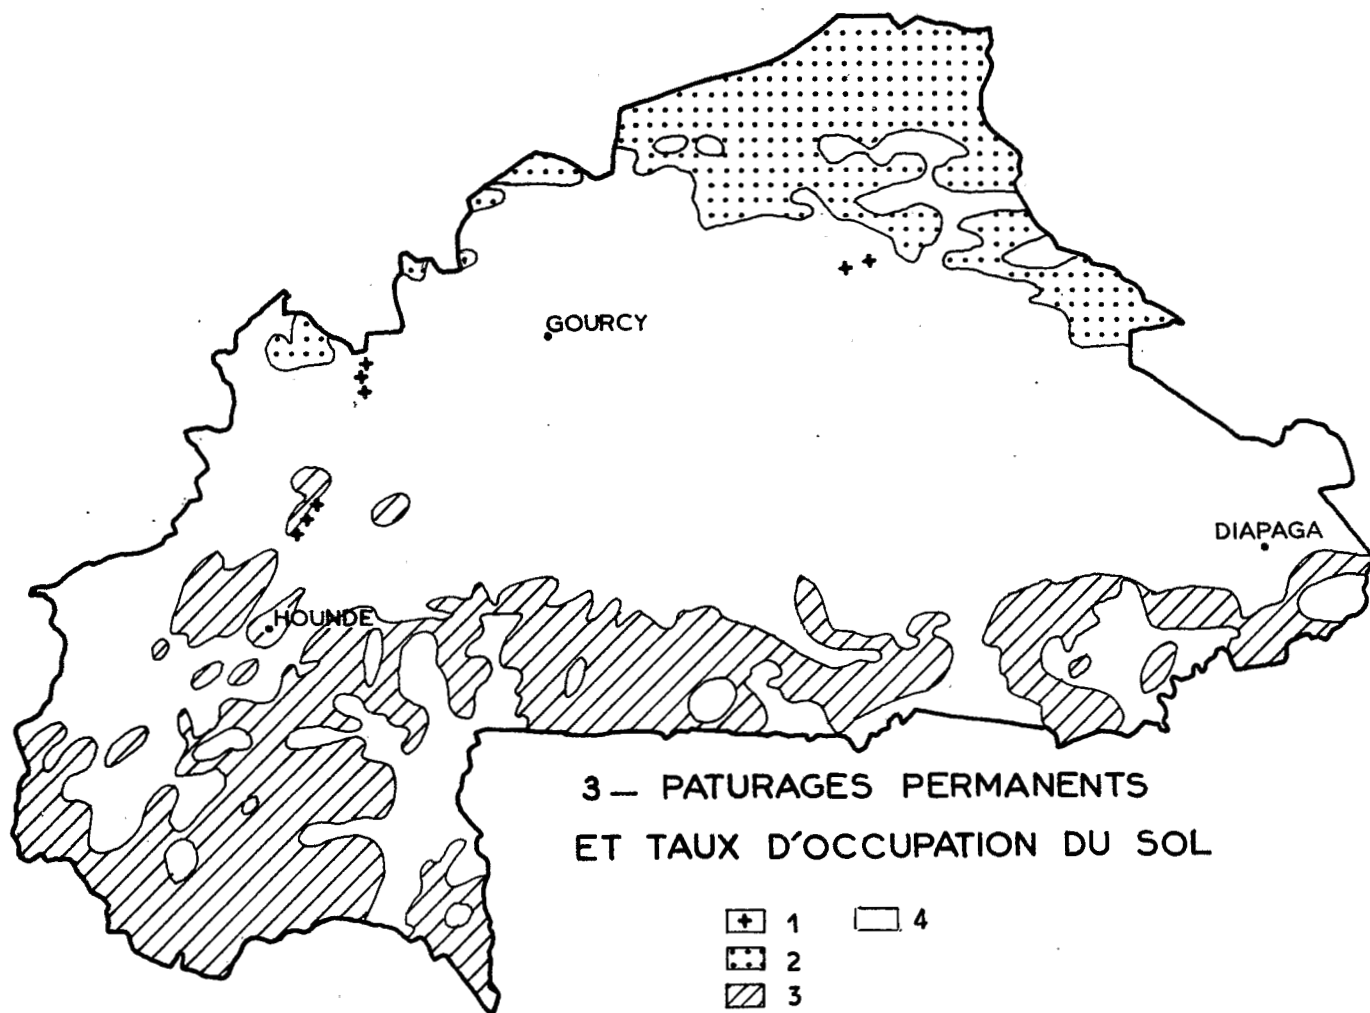 GOURCY
DIAPAGA
HOUNDE
3 — PATURAGES PERMANENTS
ET TAUX D'OCCUPATION DU SOL
1 4
2
3